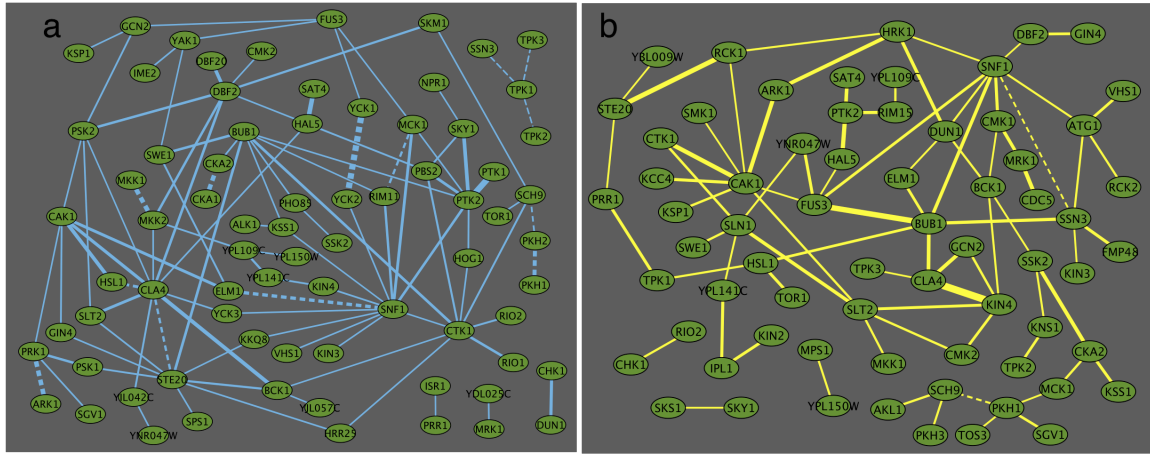 a
GCN2
FUS3
SKM1
KSP1
YAK1
CMK2
SSN3
TPK3
IME2
DBF20
DBF2
SAT4
NPR1
TPK1
YCK1
PSK2
BUB1
HAL5
MCK1
SKY1
TPK2
SWE1
CKA2
PBS2
PTK1
MKK1
CKA1
PHO85
YCK2
RIM11
PTK2
SCH9
CAK1
MKK2
ALK1
KSS1
TOR1
YPL109C
YPL150W
SSK2
HOG1
PKH2
HSL1
CLA4
YPL141C
KIN4
PKH1
ELM1
SLT2
YCK3
SNF1
GIN4
KKQ8
CTK1
RIO2
PRK1
PSK1
VHS1
KIN3
RIO1
STE20
CHK1
ARK1
SGV1
YJL042C
SPS1
BCK1
YJL057C
ISR1
YDL025C
YNR047W
HRR25
PRR1
MRK1
DUN1
b
HRK1
DBF2
GIN4
YBL009W
RCK1
SNF1
STE20
ARK1
SAT4
YPL109C
VHS1
SMK1
PTK2
RIM15
CMK1
ATG1
CTK1
YNR047W
DUN1
HAL5
MRK1
KCC4
CAK1
ELM1
BCK1
RCK2
PRR1
KSP1
FUS3
CDC5
SLN1
BUB1
SSN3
SWE1
GCN2
FMP48
HSL1
SSK2
TPK1
TPK3
CLA4
KIN3
YPL141C
TOR1
SLT2
KIN4
RIO2
KIN2
KNS1
CHK1
IPL1
MPS1
MKK1
CMK2
TPK2
CKA2
SCH9
MCK1
KSS1
SKS1
SKY1
YPL150W
AKL1
PKH1
PKH3
TOS3
SGV1